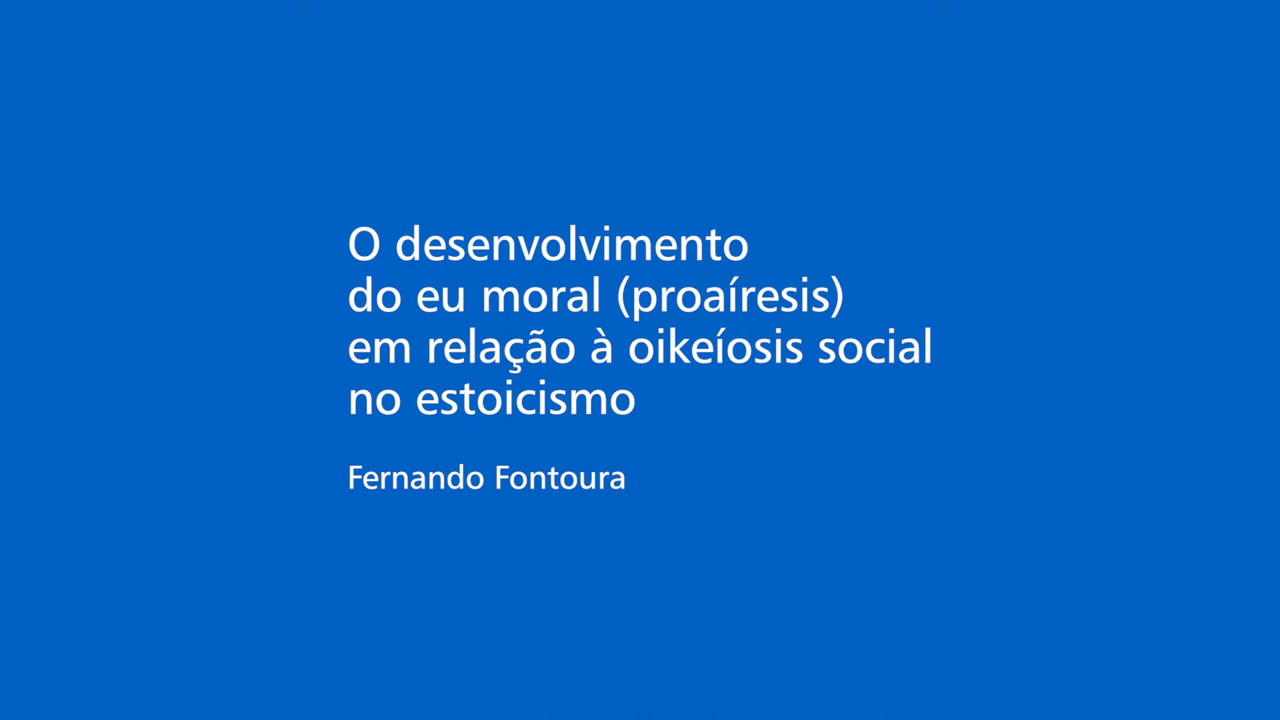 O desenvolvimento
do eu moral (proaíresis)
em relação à oikeíosis social
no estoicismo
Fernando Fontoura